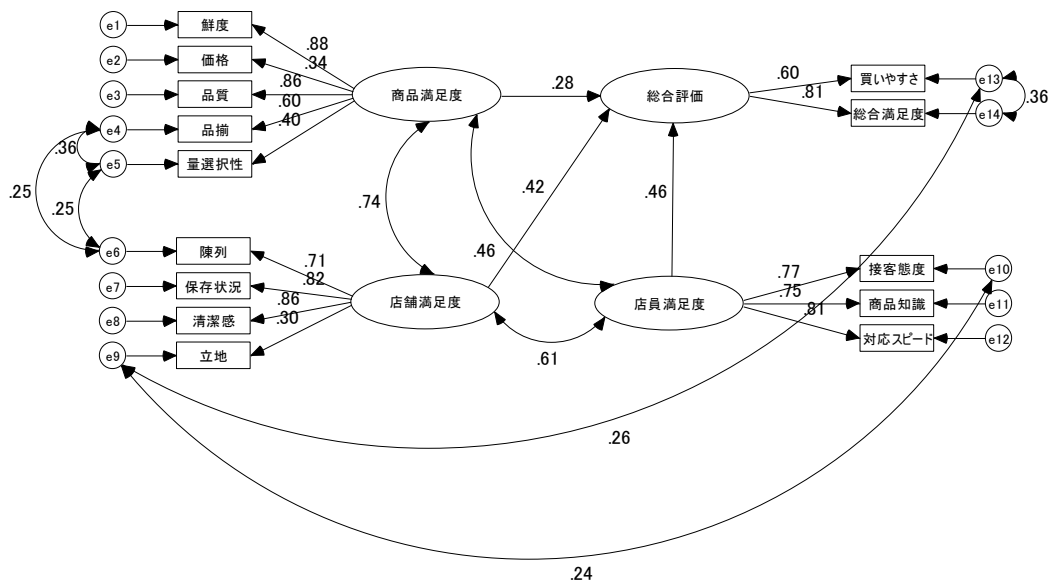 e1
鮮度
e2
価格
e3
品質
e4
品揃
e5
量選択性
e6
陳列
e7
保存状況
e8
清潔感
e9
立地
商品満足度
店舗満足度
総合評価
店員満足度
買いやすさ
e13
総合満足度
e14
接客態度
e10
商品知識
e11
対応スピード
e12
.88
.34
.86
.60
.40
.36
.25
.25
.71
.82
.86
.30
.74
.28
.42
.46
.46
.61
.60
.81
.36
.77
.75
.81
.26
.24